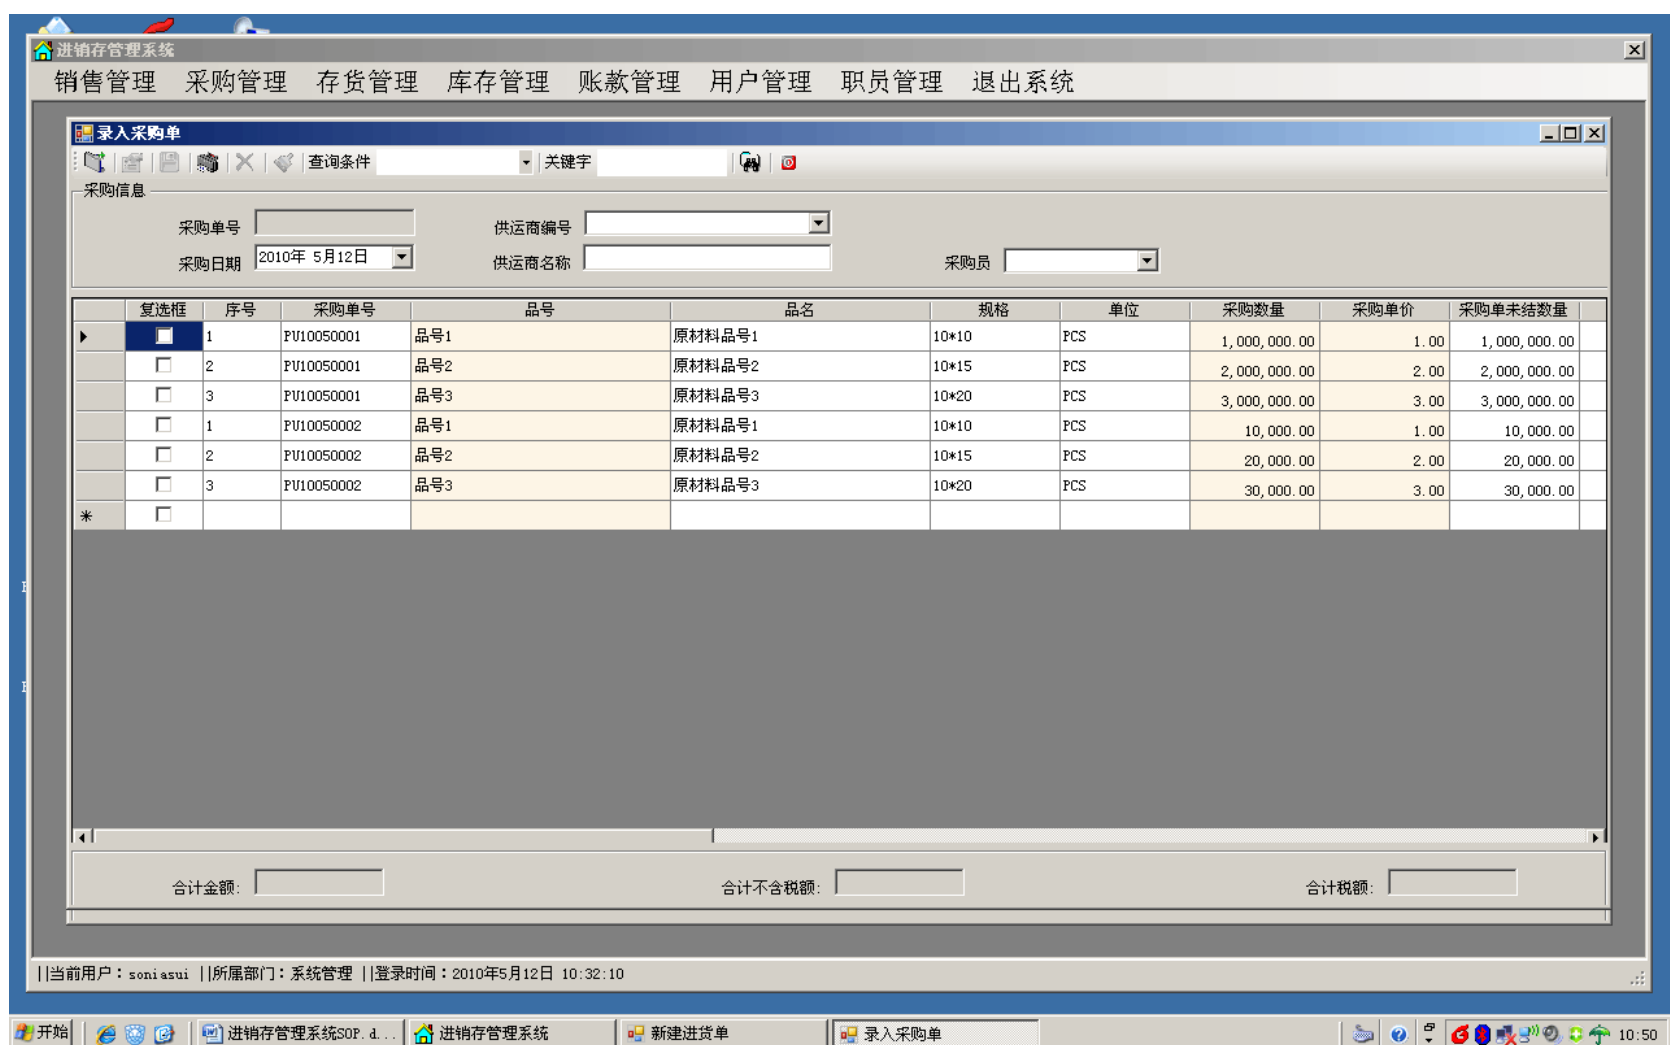 进销存管理系统
销售管理 采购管理 存货管理 库存管理 账款管理 用户管理 职员管理 退出系统
录入采购单
查询条件 关键字
采购信息
采购单号 供运商编号
采购日期 2010年 5月12日 供运商名称 采购员
复选框 序号 采购单号 品号 品名 规格 单位 采购数量 采购单价 采购单未结数量
1 PU10050001 品号1 原材料品号1 10*10 PCS 1,000,000.00 1.00 1,000,000.00
2 PU10050001 品号2 原材料品号2 10*15 PCS 2,000,000.00 2.00 2,000,000.00
3 PU10050001 品号3 原材料品号3 10*20 PCS 3,000,000.00 3.00 3,000,000.00
1 PU10050002 品号1 原材料品号1 10*10 PCS 10,000.00 1.00 10,000.00
2 PU10050002 品号2 原材料品号2 10*15 PCS 20,000.00 2.00 20,000.00
3 PU10050002 品号3 原材料品号3 10*20 PCS 30,000.00 3.00 30,000.00
合计金额: 合计不含税额: 合计税额:
||当前用户：soniasui ||所属部门：系统管理 ||登录时间：2010年5月12日 10:32:10
开始 进销存管理系统SOP.d... 进销存管理系统 新建进货单 录入采购单 10:50